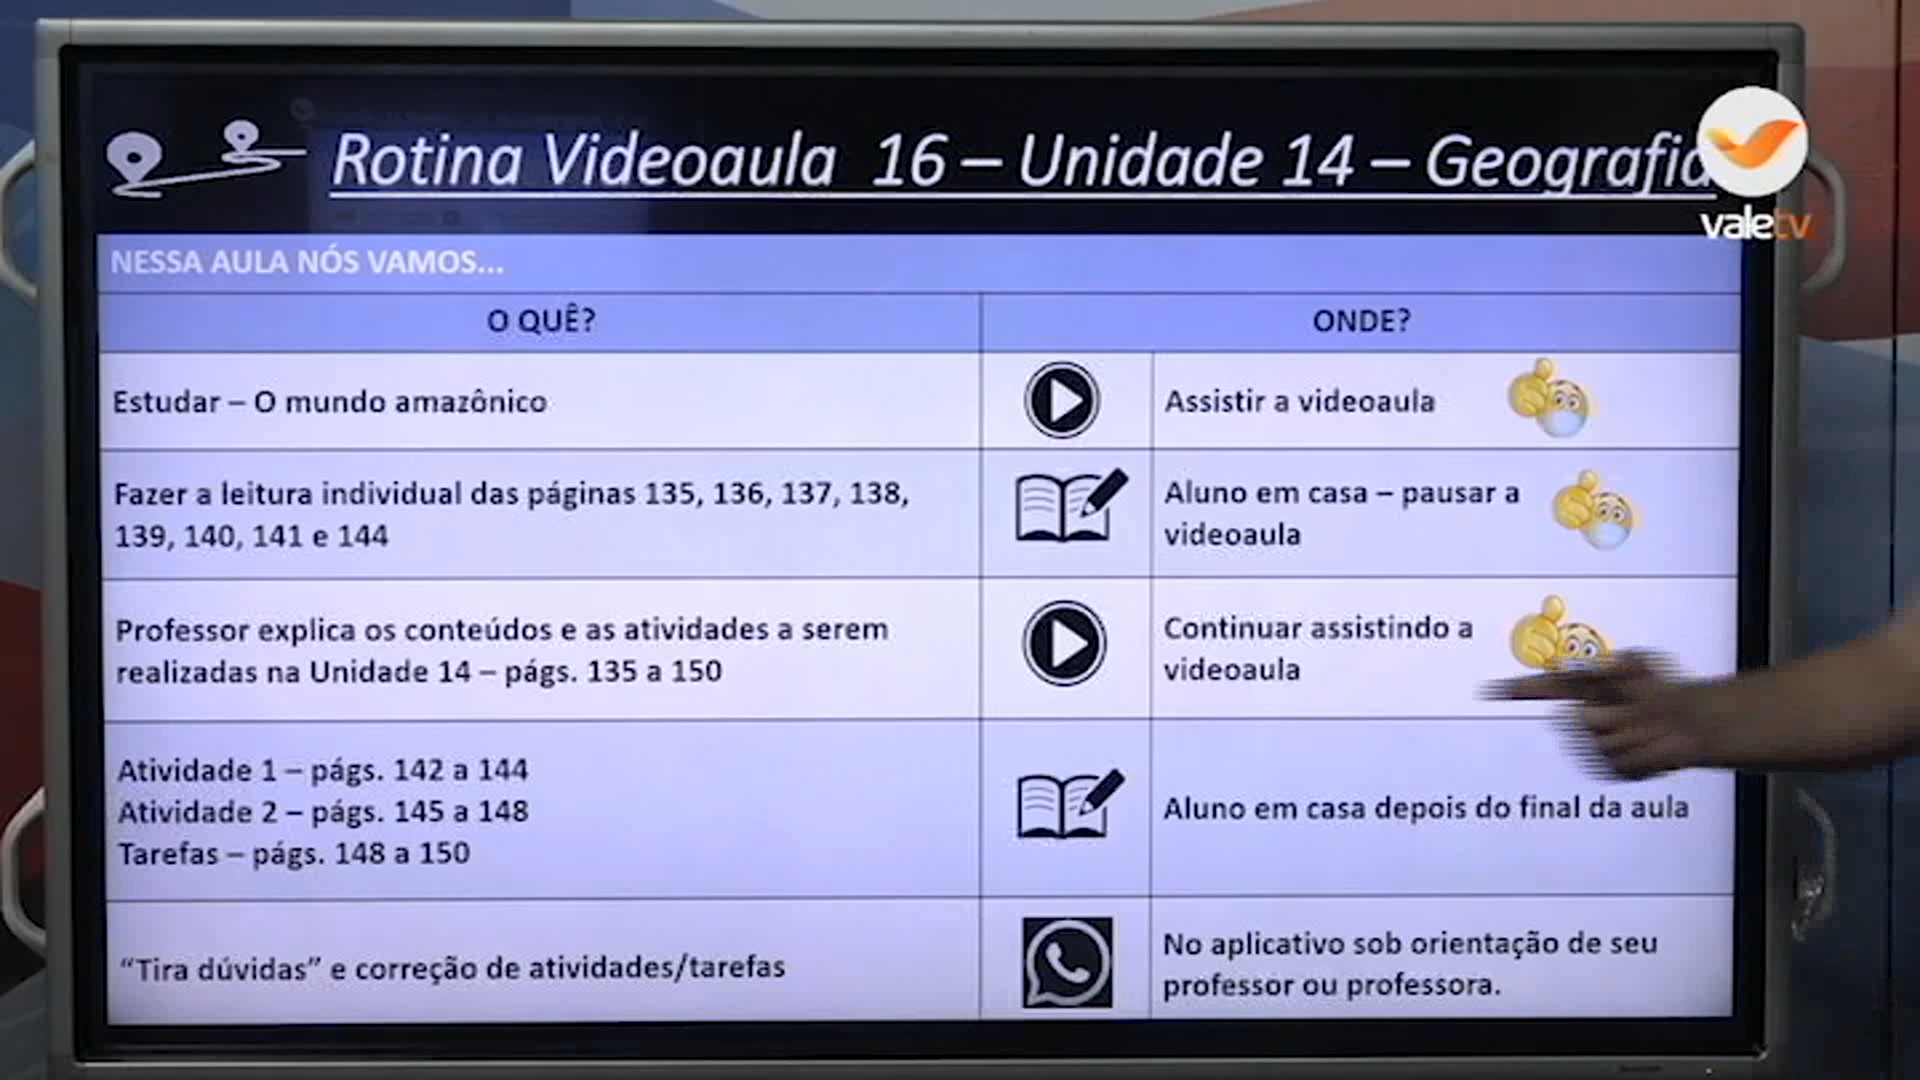 Rotina Videoaula 16 – Unidade 14 – Geografia
valetv
NESSA AULA NÓS VAMOS...
O QUÊ?
ONDE?
Estudar – O mundo amazônico
Assistir a videoaula
Fazer a leitura individual das páginas 135, 136, 137, 138,
139, 140, 141 e 144
Aluno em casa – pausar a
videoaula
Professor explica os conteúdos e as atividades a serem
realizadas na Unidade 14 – págs. 135 a 150
Continuar assistindo a
videoaula
Atividade 1 – págs. 142 a 144
Atividade 2 – págs. 145 a 148
Tarefas – págs. 148 a 150
Aluno em casa depois do final da aula
“Tira dúvidas” e correção de atividades/tarefas
No aplicativo sob orientação de seu
professor ou professora.